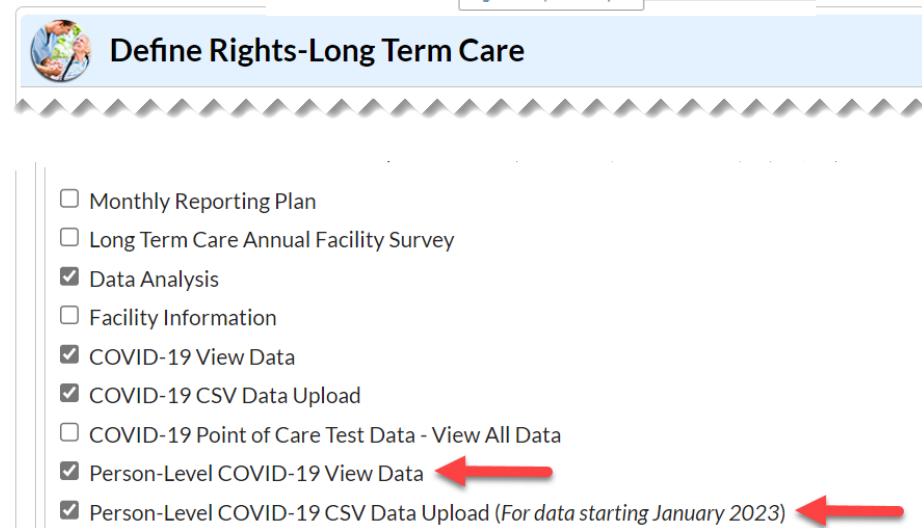 Define Rights-Long Term Care
Monthly Reporting Plan
Long Term Care Annual Facility Survey
Data Analysis
Facility Information
COVID-19 View Data
COVID-19 CSV Data Upload
COVID-19 Point of Care Test Data - View All Data
Person-Level COVID-19 View Data
Person-Level COVID-19 CSV Data Upload (For data starting January 2023)